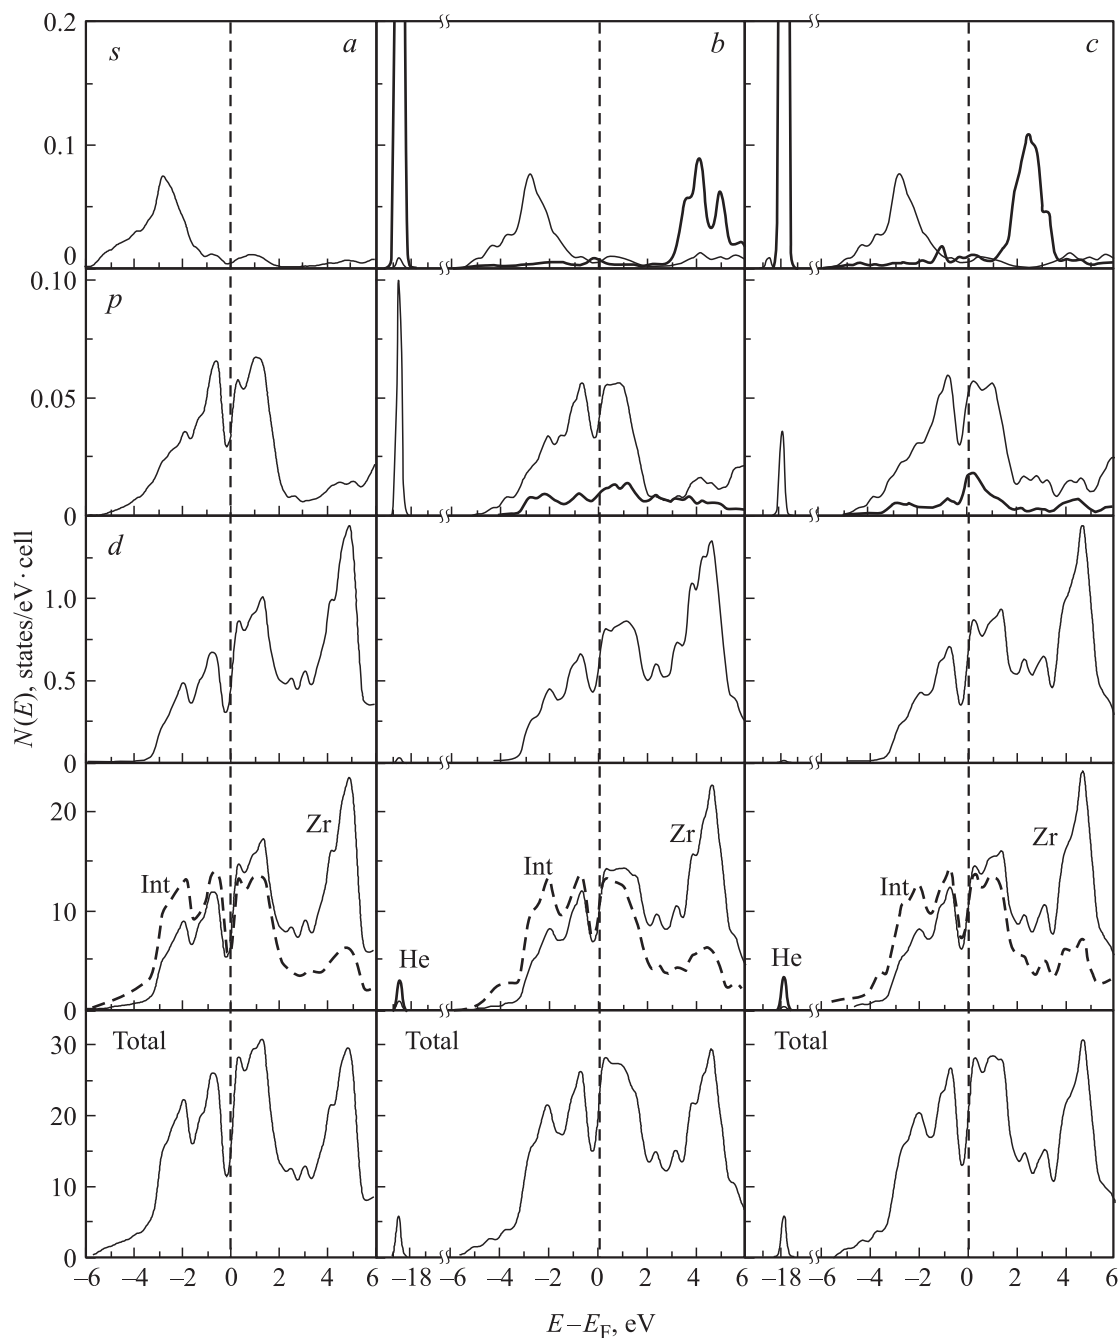 0.2
s
a
b
c
0.1
0
0.10
p
0.05
0
d
1.0
0.5
0
N(E), states/eV·cell
20
Zr
Zr
Zr
Int
Int
Int
10
He
He
0
Total
Total
Total
30
20
10
0
–6 –4 –2 0 2 4 6 –18 –6 –4 –2 0 2 4 6 –18 –6 –4 –2 0 2 4 6
E–E_F, eV